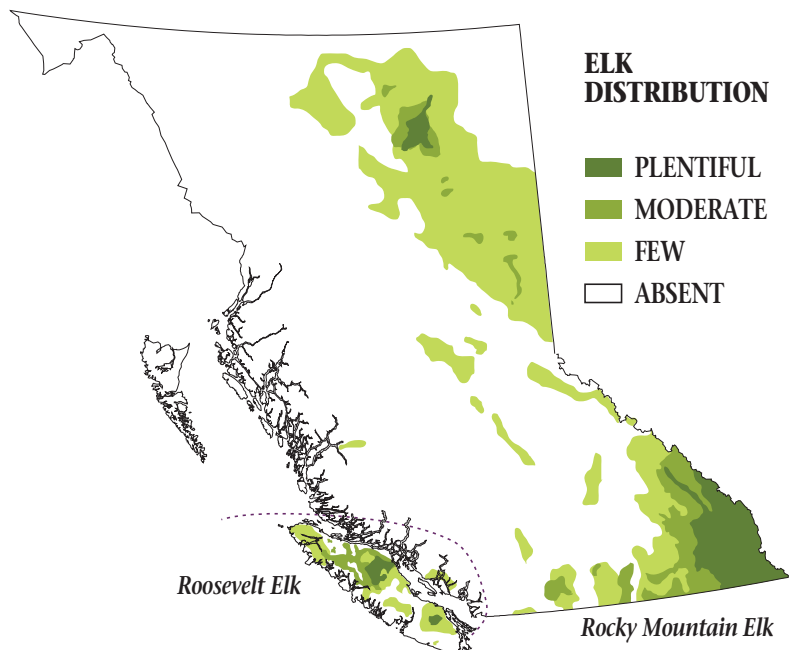 ELK
DISTRIBUTION
PLENTIFUL
MODERATE
FEW
ABSENT
Roosevelt Elk
Rocky Mountain Elk